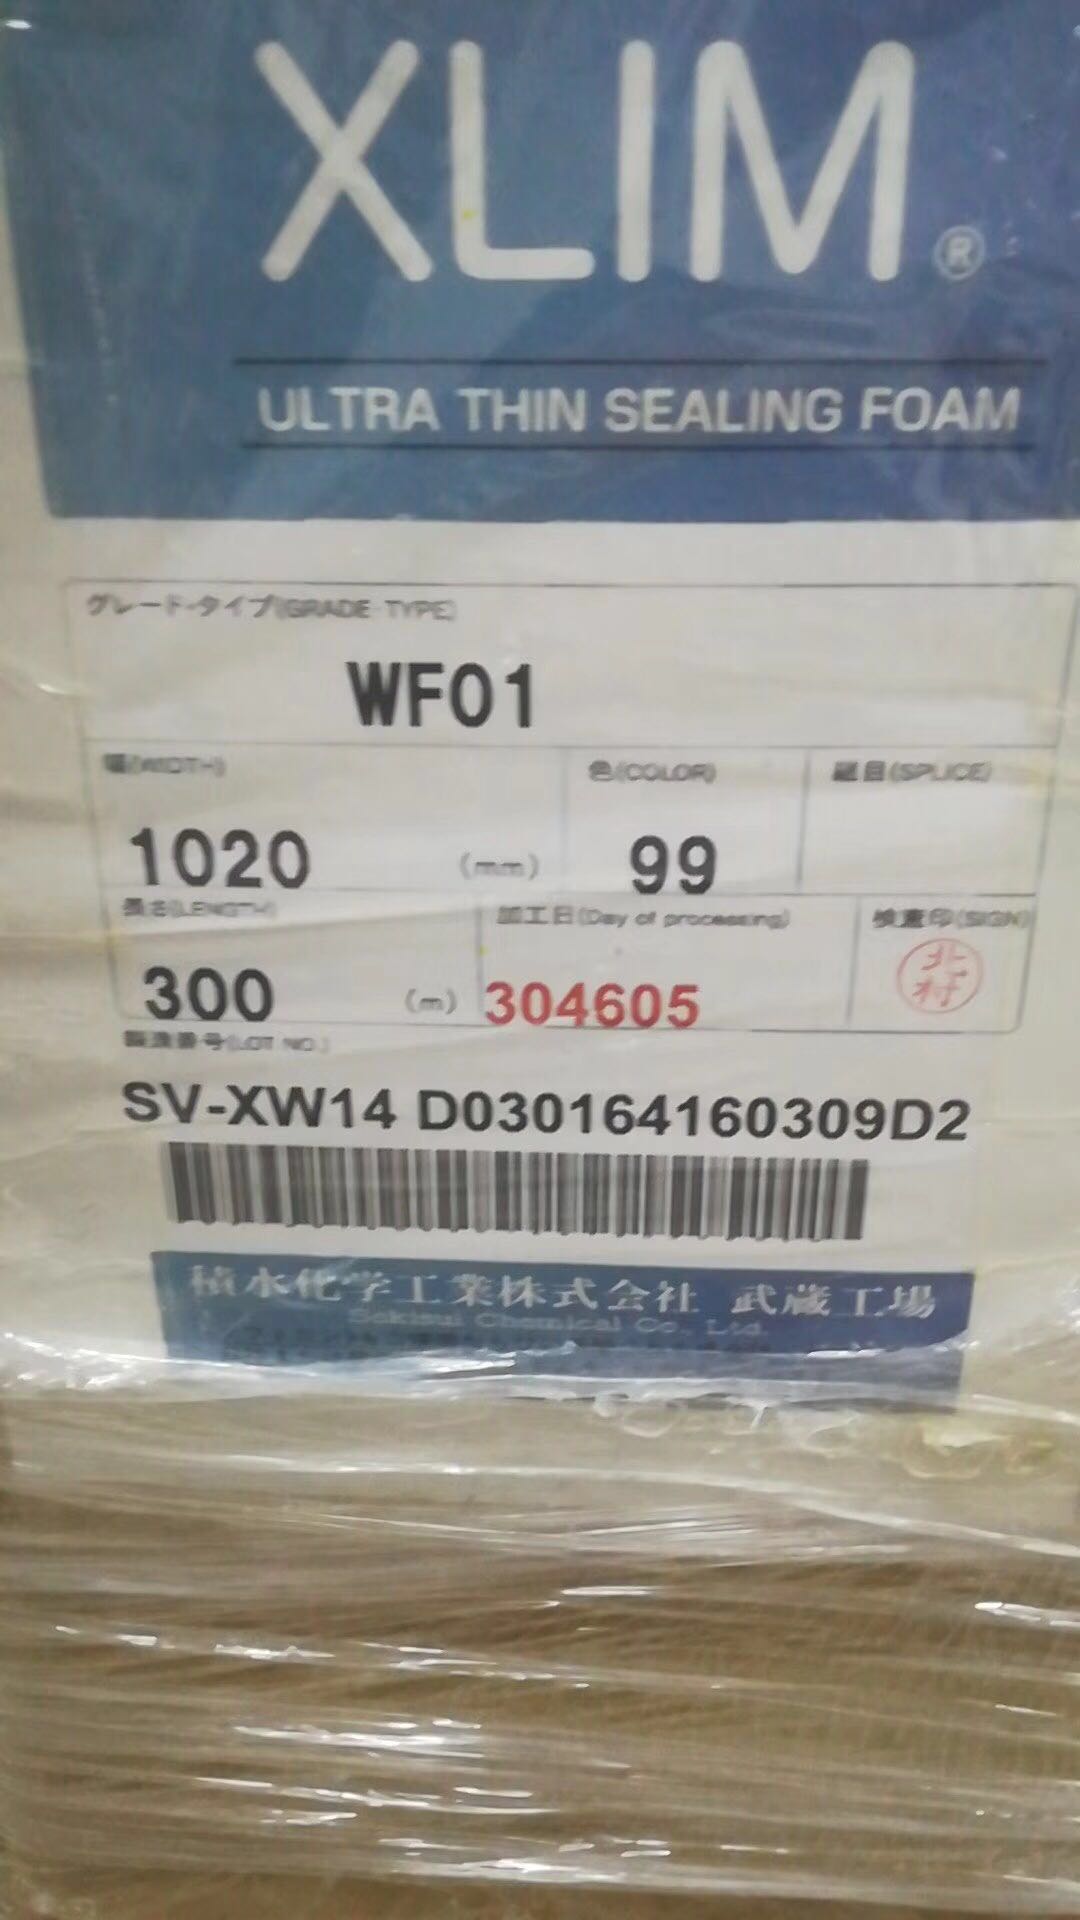 XLIM®
ULTRA THIN SEALING FOAM
グレード・タイプ(GRADE TYPE)
WF01
幅(WIDTH) 色(COLOR) 継目(SPLICE)
1020 (mm) 99
長さ(LENGTH) 加工日(Day of processing) 検査印(SIGN)
300 (m) 304605 北村
製造番号(LOT NO.)
SV-XW14 D030164160309D2
積水化学工業株式会社 武蔵工場
Sekisui Chemical Co., Ltd.